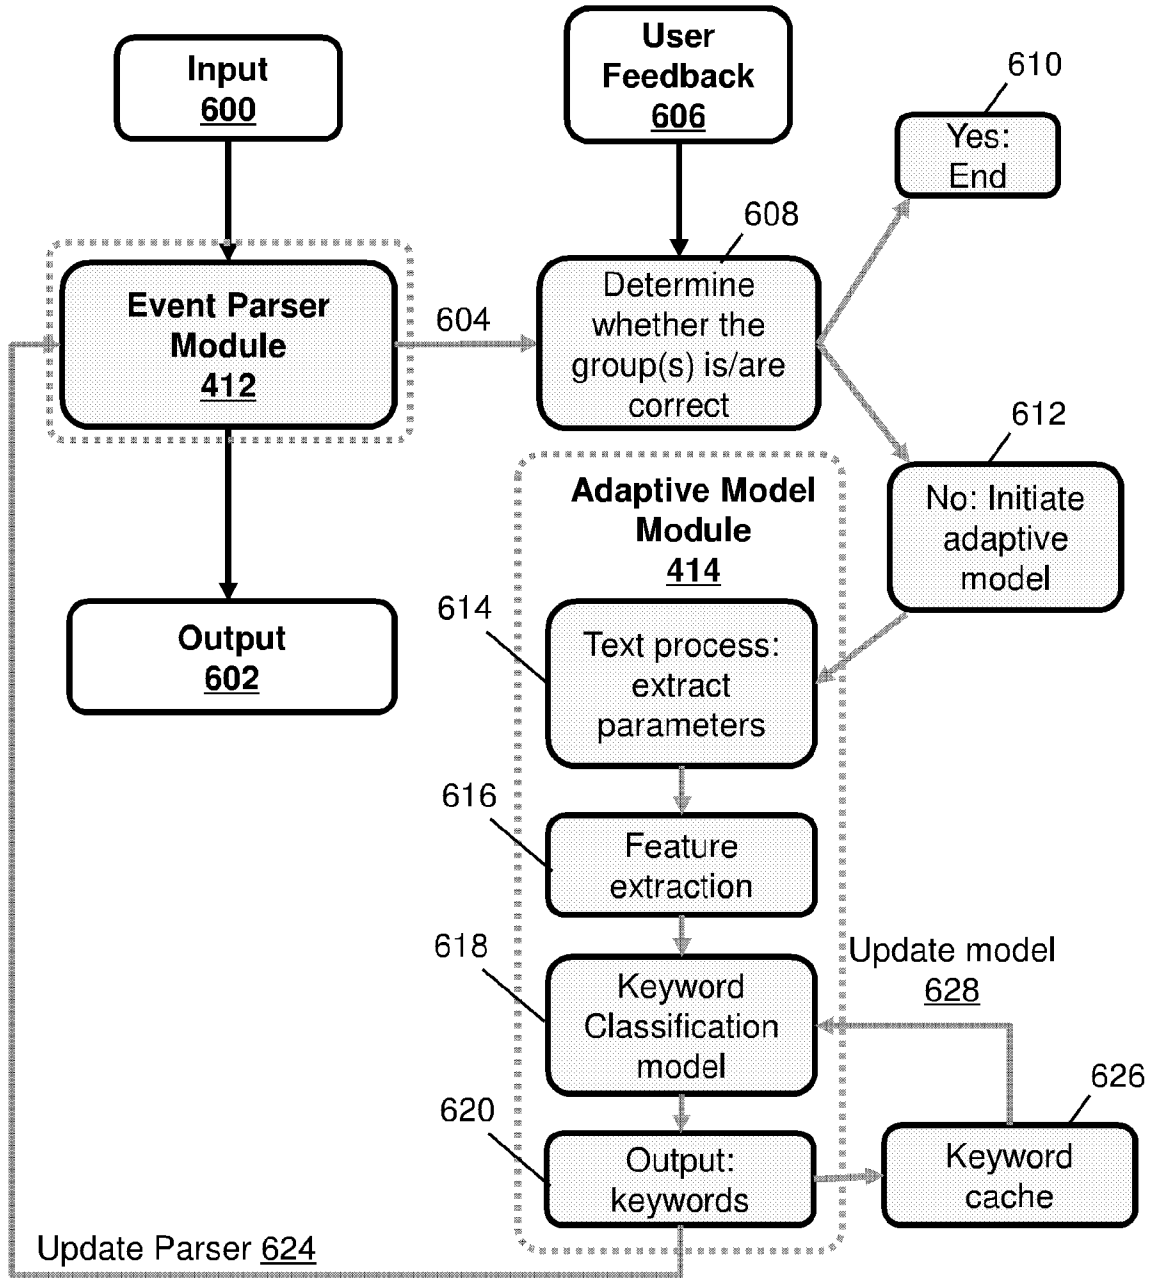 Input
600
User
Feedback
606
610
Yes:
End
608
Event Parser
Module
412
604
Determine
whether the
group(s) is/are
correct
612
No: Initiate
adaptive
model
Output
602
Adaptive Model
Module
414
614
Text process:
extract
parameters
616
Feature
extraction
618
Keyword
Classification
model
Update model
628
620
Output:
keywords
626
Keyword
cache
Update Parser 624